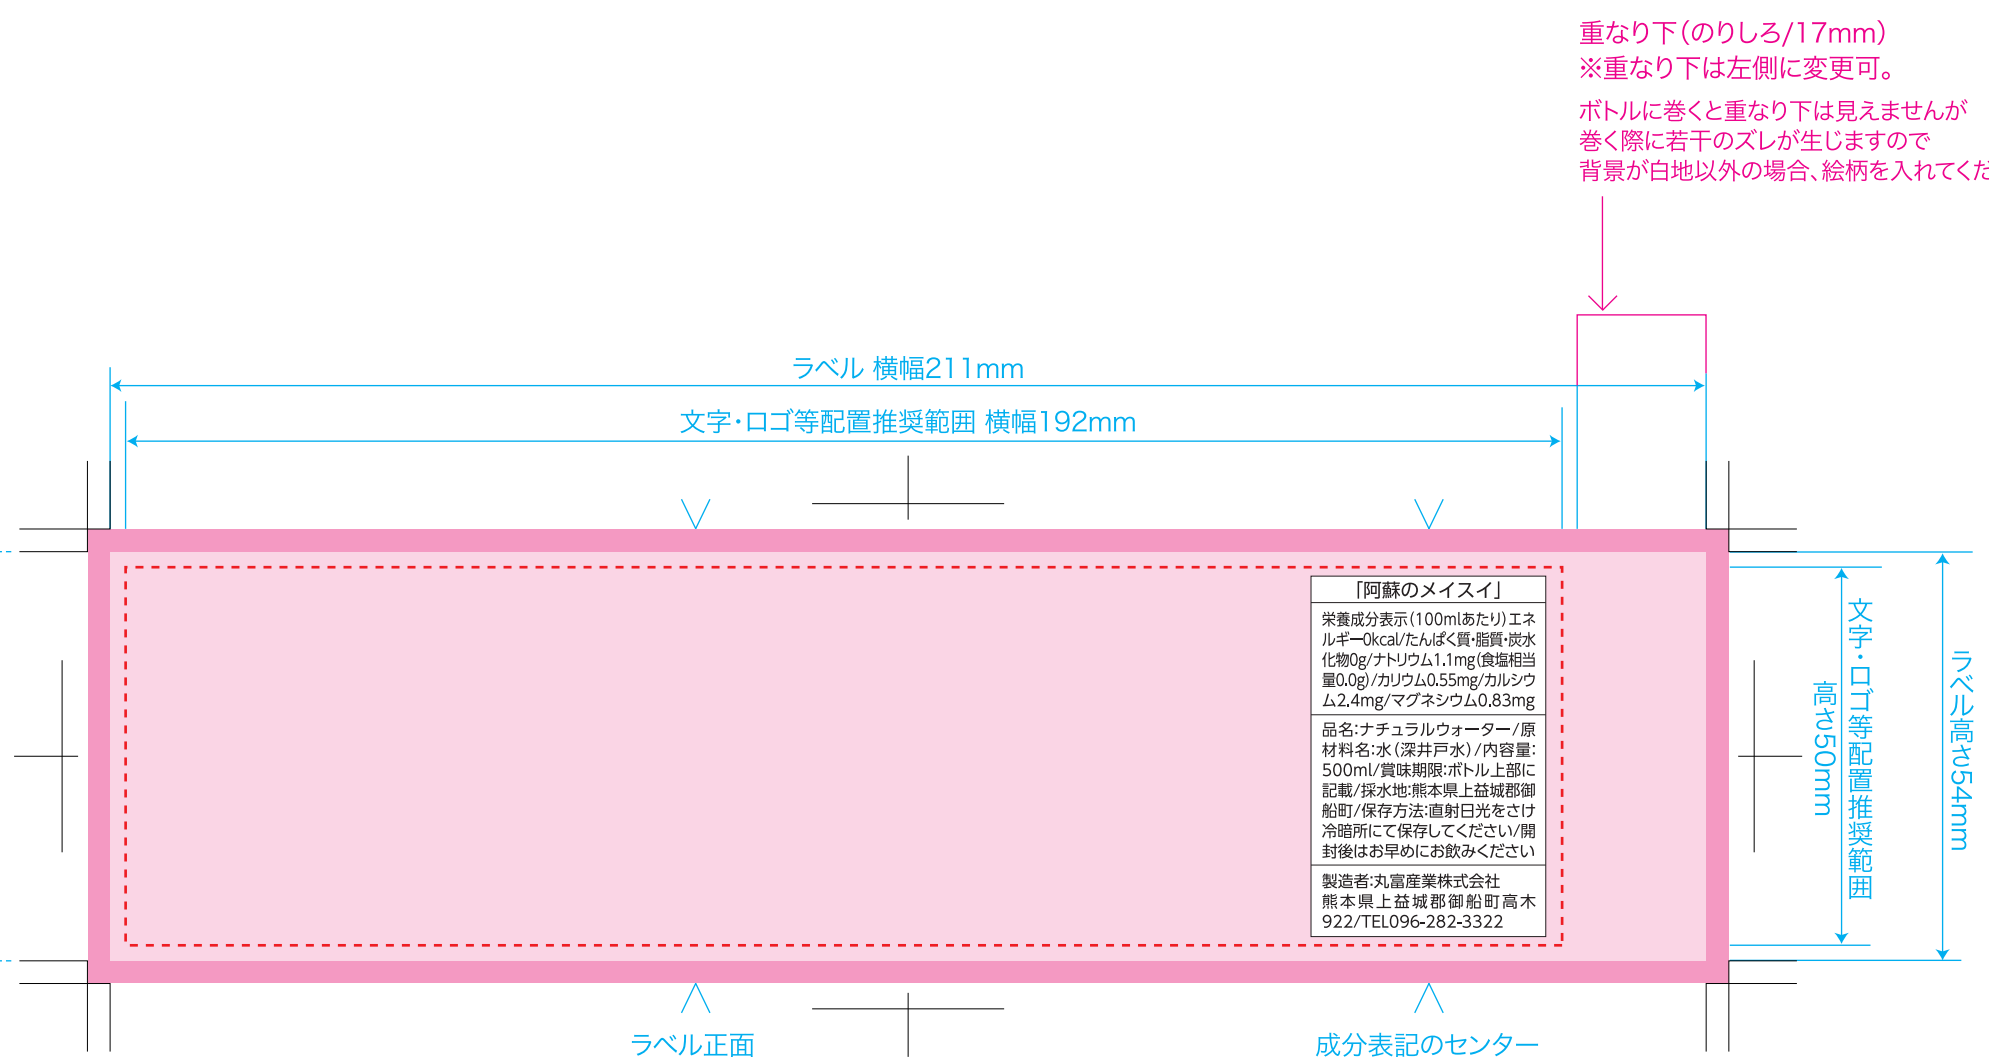 重なり下(のりしろ/17mm)
※重なり下は左側に変更可。
ボトルに巻くと重なり下は見えませんが
巻く際に若干のズレが生じますので
背景が白地以外の場合、絵柄を入れてくだ
ラベル 横幅211mm
文字・ロゴ等配置推奨範囲 横幅192mm
「阿蘇のメイスイ」
栄養成分表示(100mlあたり)エネ
ルギー0kcal/たんぱく質・脂質・炭水
化物0g/ナトリウム1.1mg(食塩相当
量0.0g)/カリウム0.55mg/カルシウ
ム2.4mg/マグネシウム0.83mg
品名:ナチュラルウォーター/原
材料名:水(深井戸水)/内容量:
500ml/賞味期限:ボトル上部に
記載/採水地:熊本県上益城郡御
船町/保存方法:直射日光をさけ
冷暗所にて保存してください/開
封後はお早めにお飲みください
製造者:丸富産業株式会社
熊本県上益城郡御船町高木
922/TEL096-282-3322
文字・ロゴ等配置推奨範囲
高さ50mm
ラベル高さ54mm
ラベル正面
成分表記のセンター